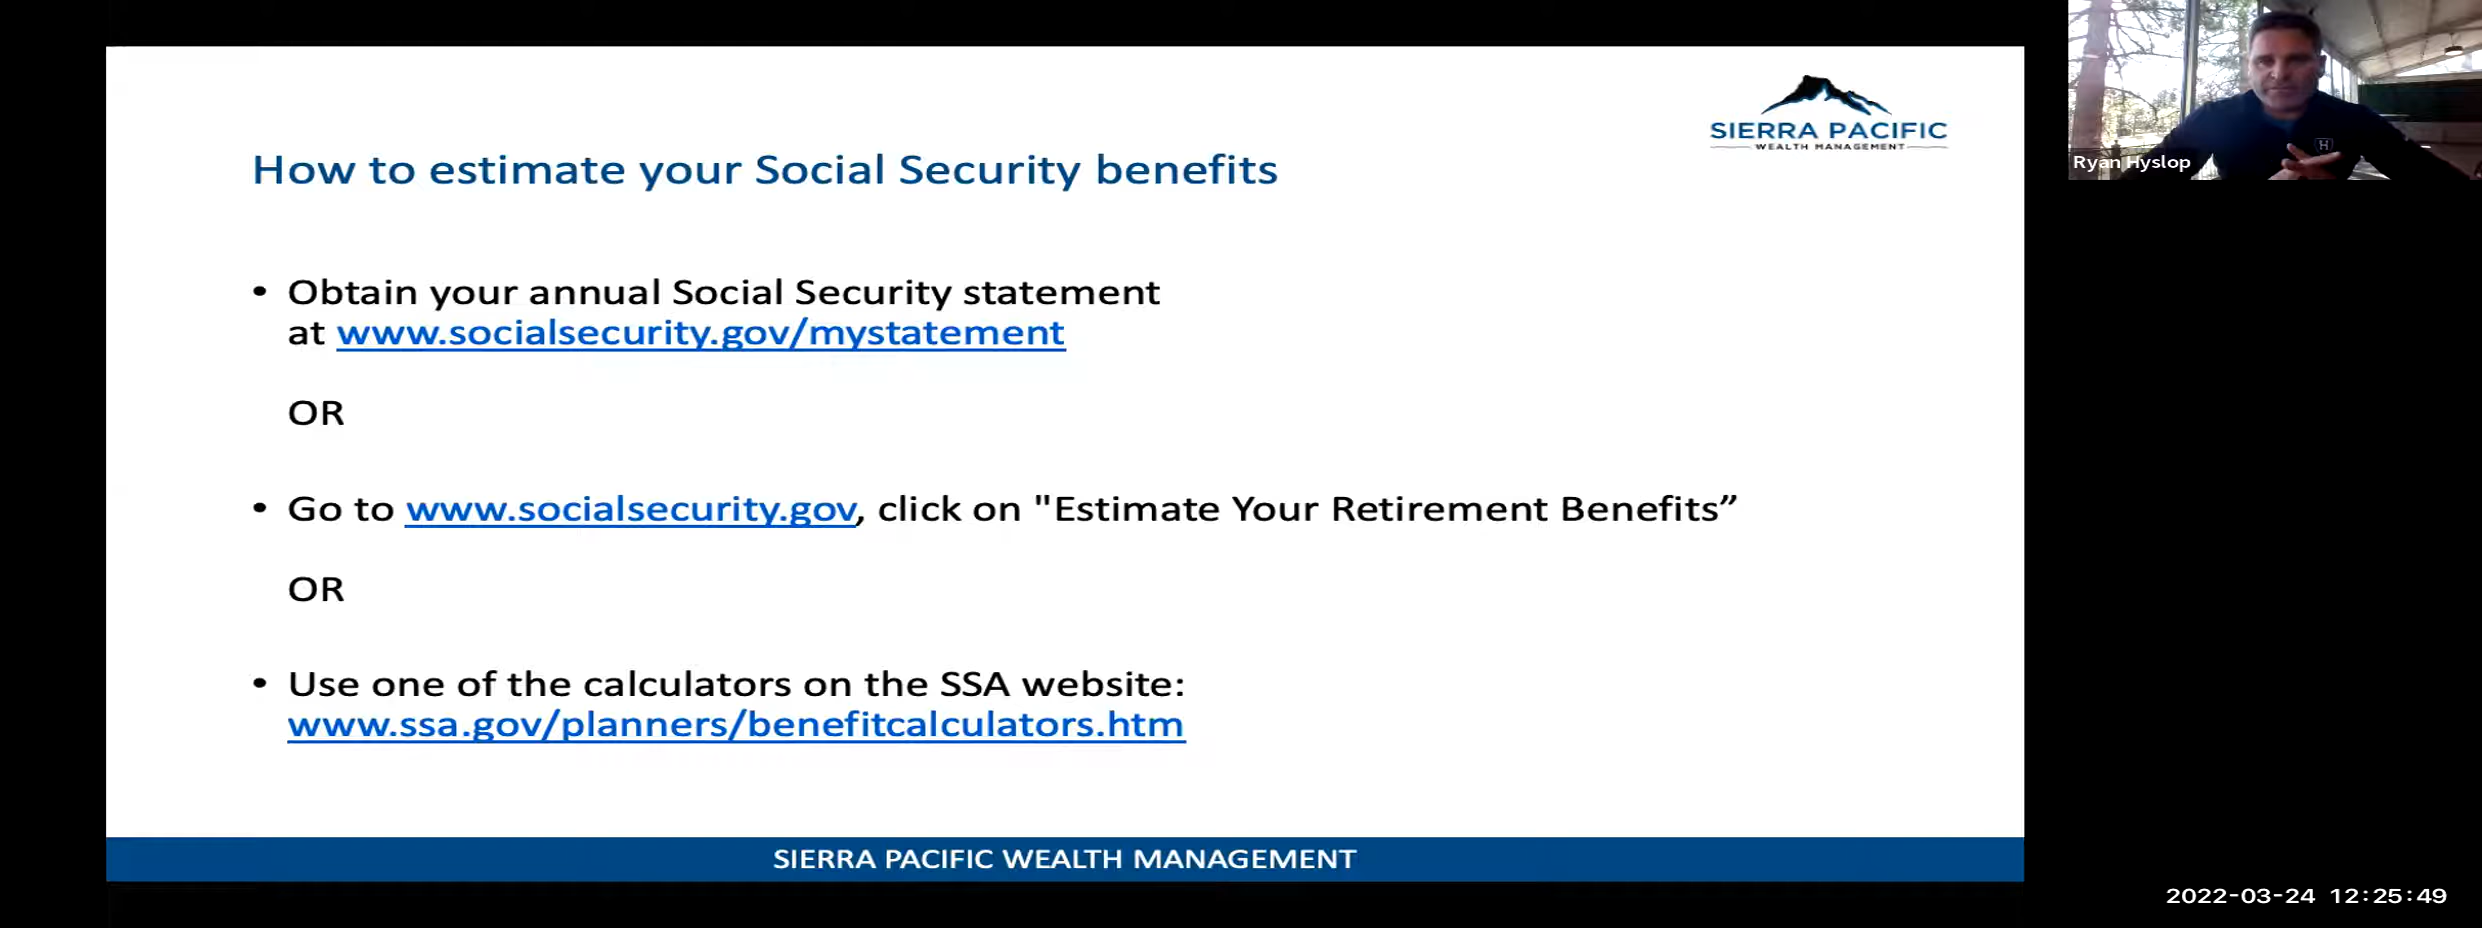 SIERRA PACIFIC
WEALTH MANAGEMENT
How to estimate your Social Security benefits
• Obtain your annual Social Security statement
at www.socialsecurity.gov/mystatement
OR
• Go to www.socialsecurity.gov, click on "Estimate Your Retirement Benefits”
OR
• Use one of the calculators on the SSA website:
www.ssa.gov/planners/benefitcalculators.htm
SIERRA PACIFIC WEALTH MANAGEMENT
H
Ryan Hyslop
2022-03-24 12:25:49